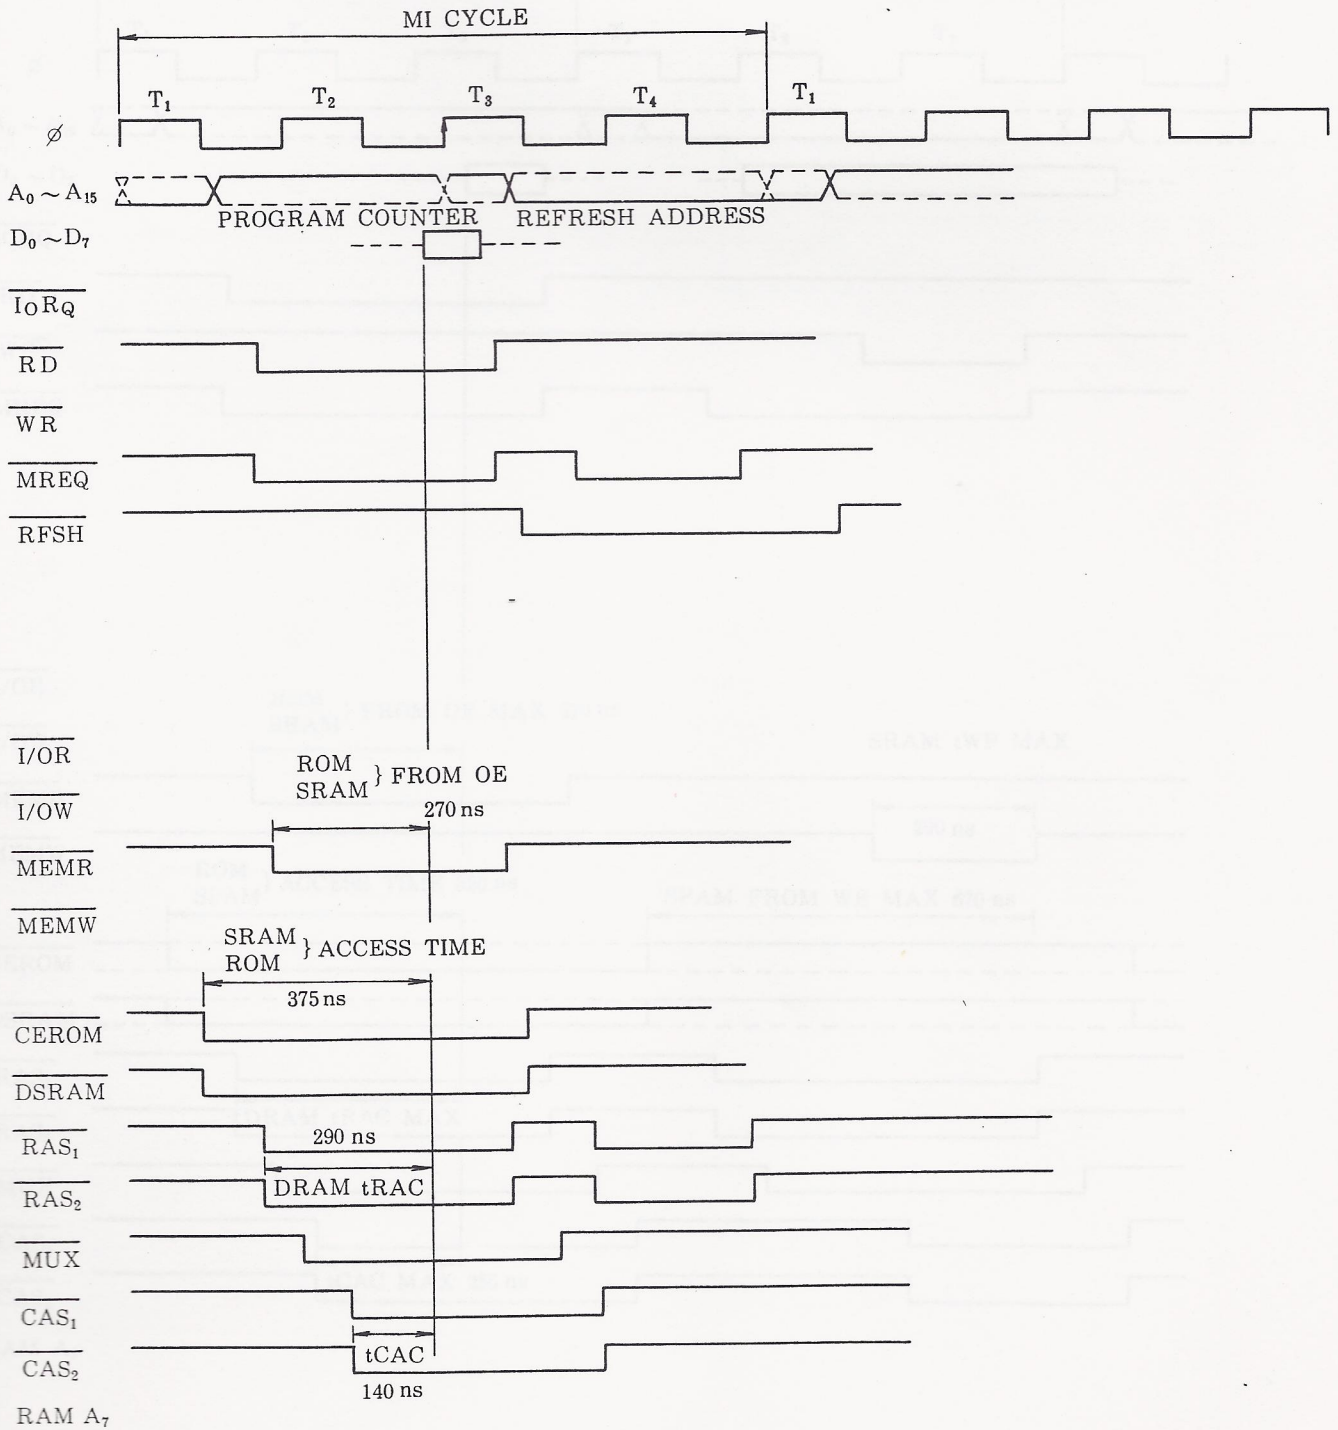 MI CYCLE
T₁ T₂ T₃ T₄ T₁
ø
A₀ ~ A₁₅
PROGRAM COUNTER REFRESH ADDRESS
D₀ ~ D₇
IORQ
RD
WR
MREQ
RFSH
I/OR
ROM
SRAM } FROM OE
I/OW
270 ns
MEMR
MEMW
SRAM
ROM } ACCESS TIME
375 ns
CEROM
DSRAM
290 ns
RAS₁
DRAM tRAC
RAS₂
MUX
CAS₁
tCAC
CAS₂
140 ns
RAM A₇